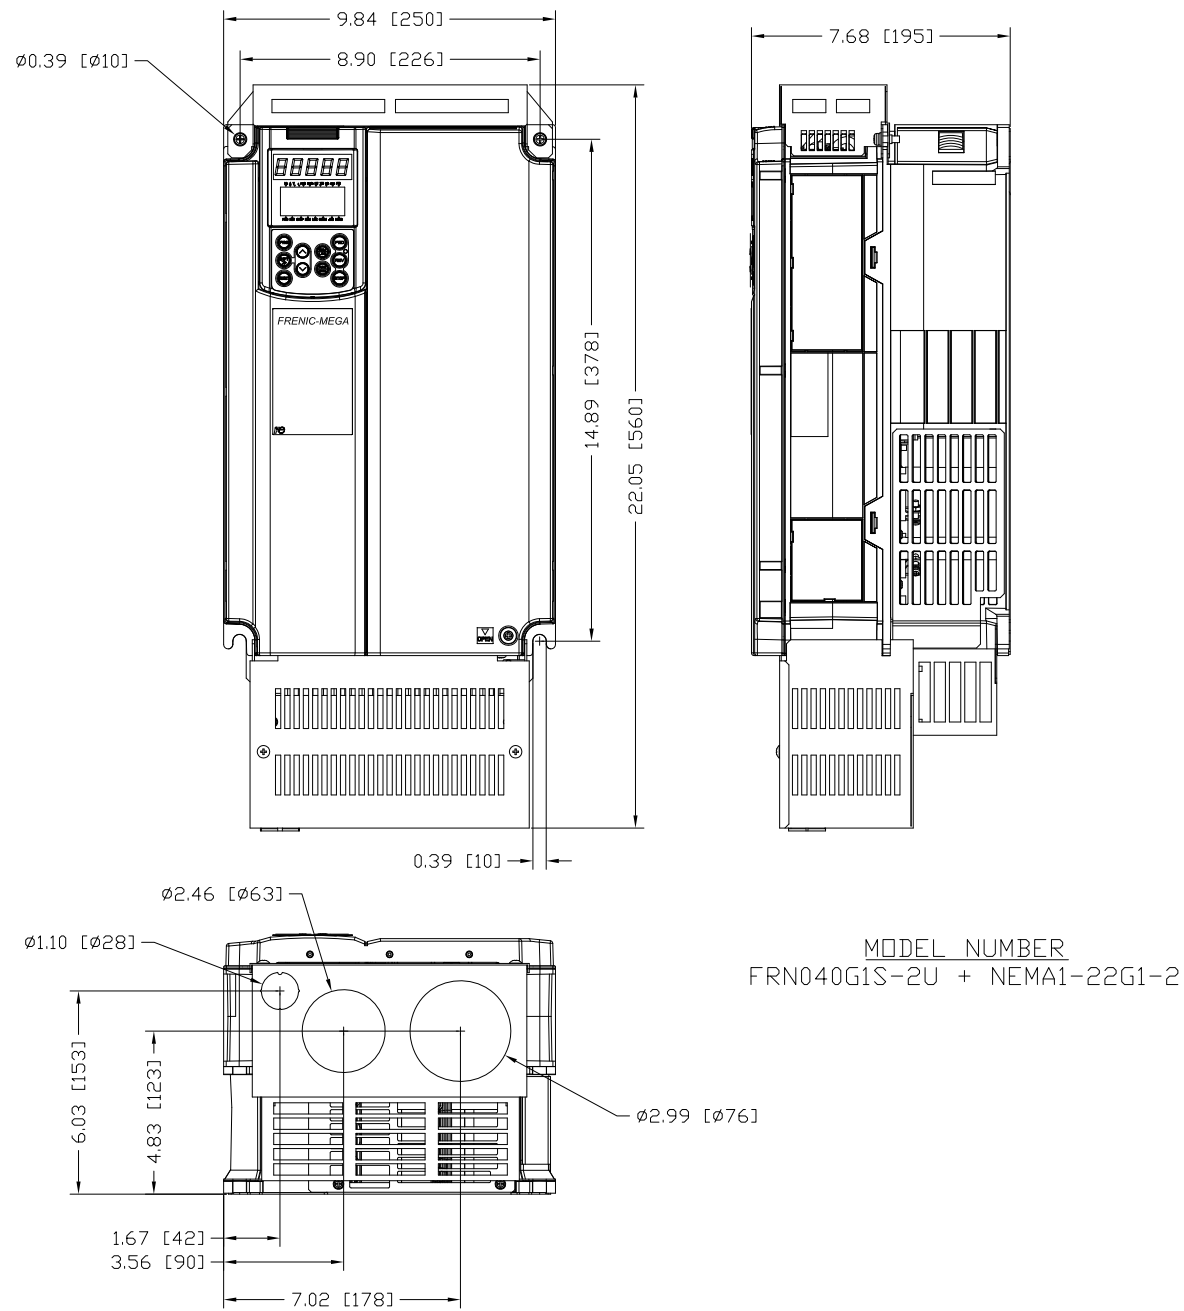 9.84 [250]
8.90 [226]
Ø0.39 [Ø10]
7.68 [195]
FRENIC-MEGA
14.89 [378]
22.05 [560]
OPEN
0.39 [10]
Ø2.46 [Ø63]
Ø1.10 [Ø28]
MODEL NUMBER
FRN040G1S-2U + NEMA1-22G1-2
6.03 [153]
4.83 [123]
Ø2.99 [Ø76]
1.67 [42]
3.56 [90]
7.02 [178]